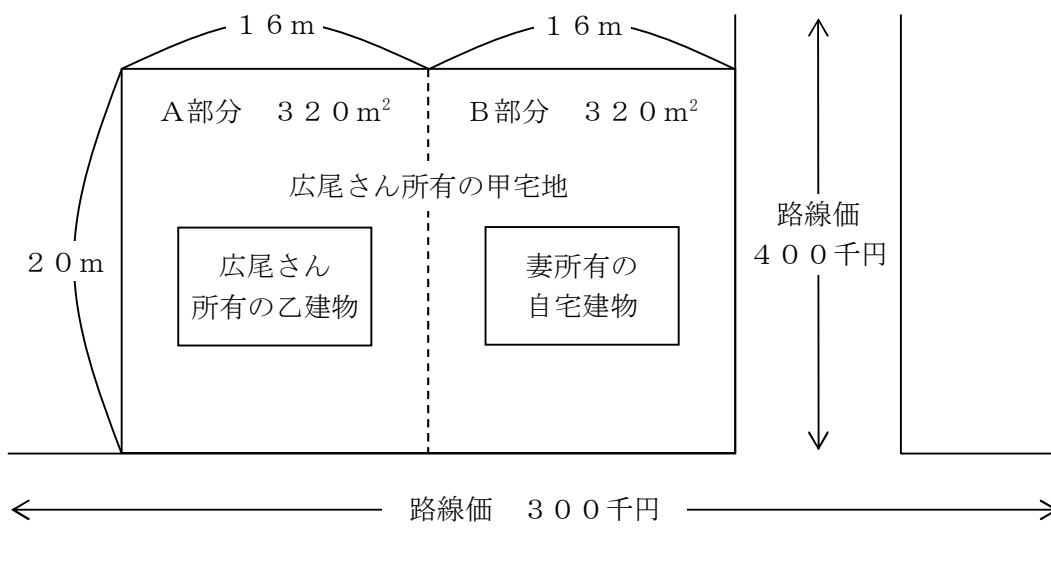 １６ｍ
１６ｍ
Ａ部分　３２０ｍ²
Ｂ部分　３２０ｍ²
広尾さん所有の甲宅地
路線価
４００千円
２０ｍ
広尾さん
所有の乙建物
妻所有の
自宅建物
路線価　３００千円